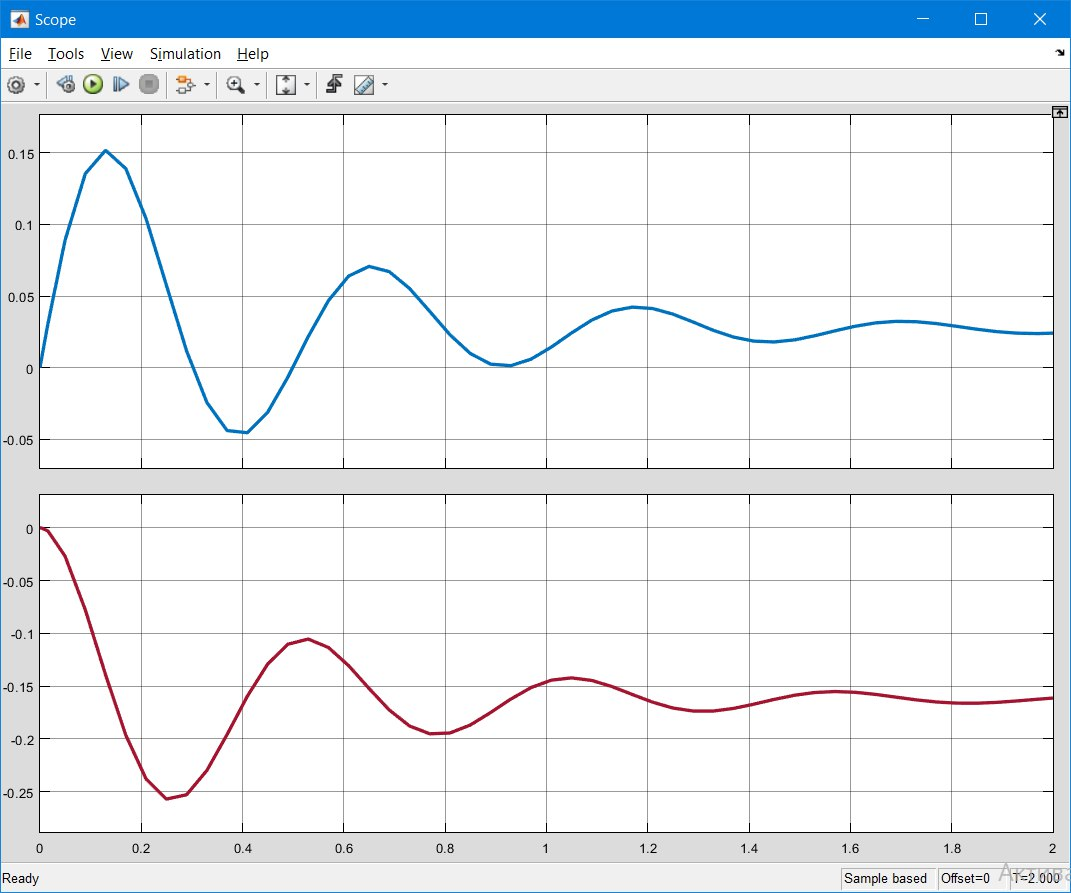 Scope
File Tools View Simulation Help
0.15
0.1
0.05
0
-0.05
0
-0.05
-0.1
-0.15
-0.2
-0.25
0 0.2 0.4 0.6 0.8 1 1.2 1.4 1.6 1.8 2
Ready Sample based Offset=0 T=2.000